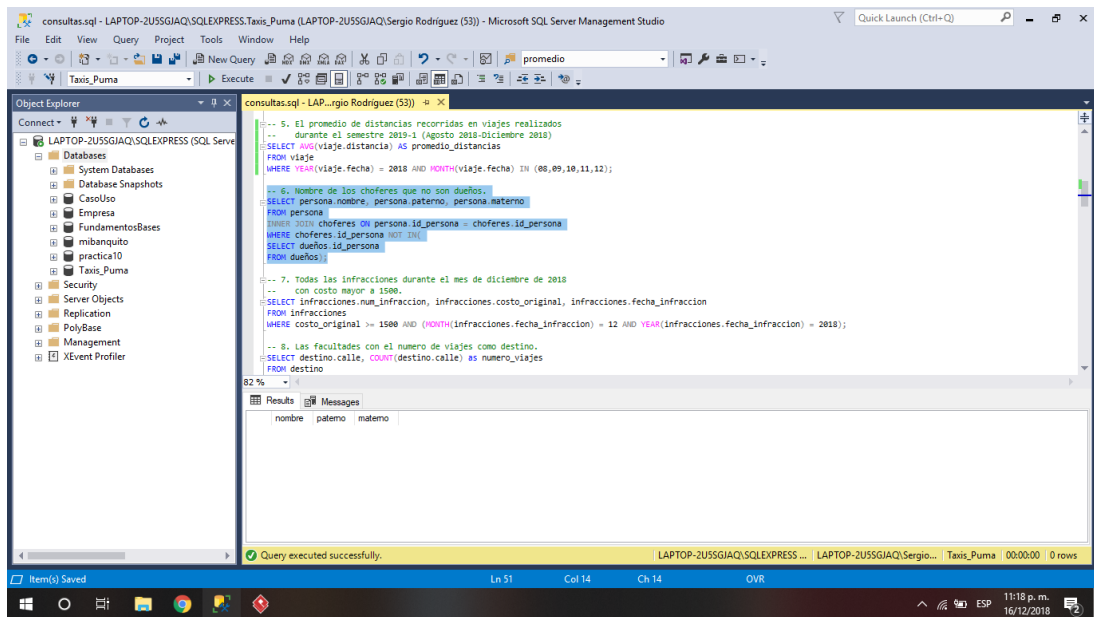 consultas.sql - LAPTOP-2U5SGJAQ\SQLEXPRESS.Taxis_Puma (LAPTOP-2U5SGJAQ\Sergio Rodríguez (53)) - Microsoft SQL Server Management Studio
Quick Launch (Ctrl+Q)
File Edit View Query Project Tools Window Help
New Query
promedio
Taxis_Puma
Execute
Object Explorer
consultas.sql - LAP...rgio Rodríguez (53))
Connect
LAPTOP-2U5SGJAQ\SQLEXPRESS (SQL Serve
Databases
System Databases
Database Snapshots
CasoUso
Empresa
FundamentosBases
mibanquito
practica10
Taxis_Puma
Security
Server Objects
Replication
PolyBase
Management
XEvent Profiler
-- 5. El promedio de distancias recorridas en viajes realizados
-- durante el semestre 2019-1 (Agosto 2018-Diciembre 2018)
SELECT AVG(viaje.distancia) AS promedio_distancias
FROM viaje
WHERE YEAR(viaje.fecha) = 2018 AND MONTH(viaje.fecha) IN (08,09,10,11,12);
-- 6. Nombre de los choferes que no son dueños.
SELECT persona.nombre, persona.paterno, persona.materno
FROM persona
INNER JOIN choferes ON persona.id_persona = choferes.id_persona
WHERE choferes.id_persona NOT IN(
SELECT dueños.id_persona
FROM dueños);
-- 7. Todas las infracciones durante el mes de diciembre de 2018
-- con costo mayor a 1500.
SELECT infracciones.num_infraccion, infracciones.costo_original, infracciones.fecha_infraccion
FROM infracciones
WHERE costo_original >= 1500 AND (MONTH(infracciones.fecha_infraccion) = 12 AND YEAR(infracciones.fecha_infraccion) = 2018);
-- 8. Las facultades con el numero de viajes como destino.
SELECT destino.calle, COUNT(destino.calle) as numero_viajes
FROM destino
82 %
Results Messages
nombre paterno materno
Query executed successfully.
LAPTOP-2U5SGJAQ\SQLEXPRESS ... LAPTOP-2U5SGJAQ\Sergio... Taxis_Puma 00:00:00 0 rows
Item(s) Saved Ln 51 Col 14 Ch 14 OVR
ESP
11:18 p. m.
16/12/2018
2